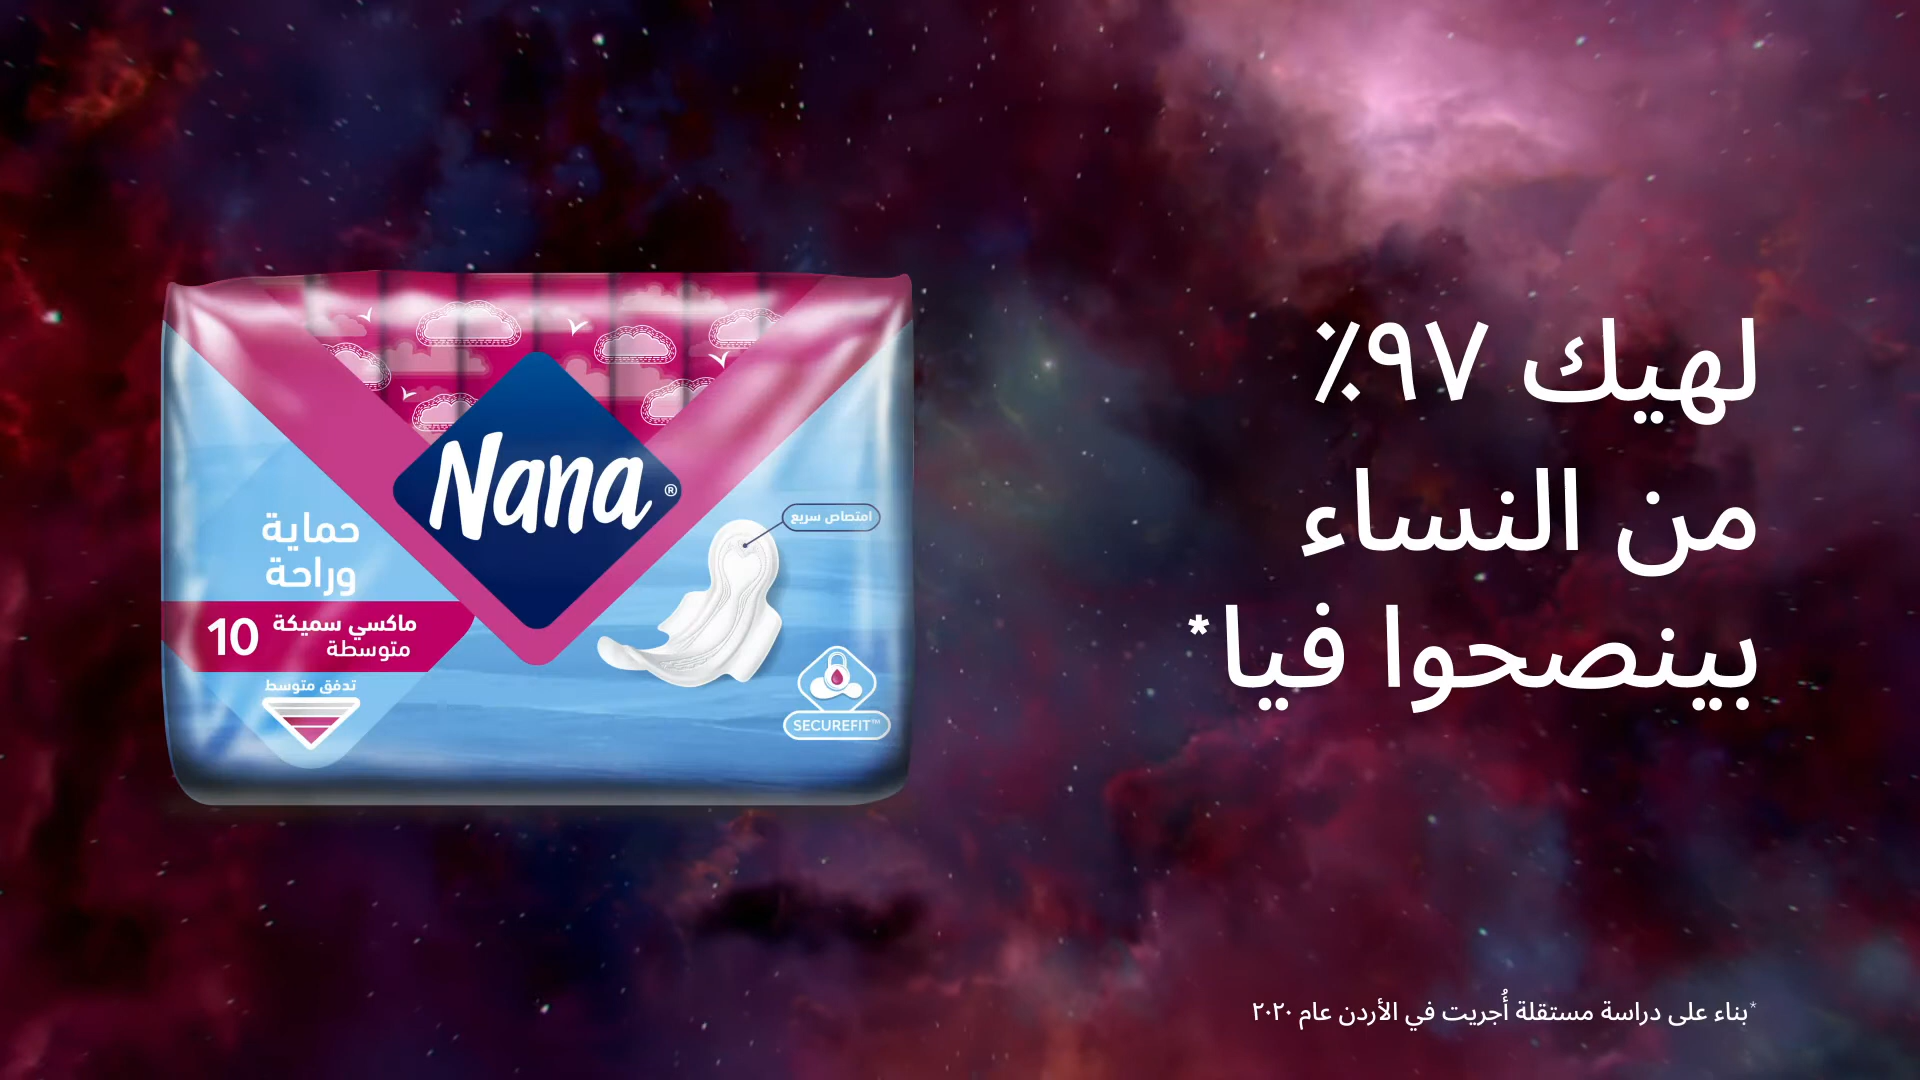 لهيك ٩٧٪
من النساء
بينصحوا فيا*
Nana®
امتصاص سريع
حماية
وراحة
10
ماكسي سميكة
متوسطة
تدفق متوسط
SECUREFIT™
*بناء على دراسة مستقلة أُجريت في الأردن عام ٢٠٢٠